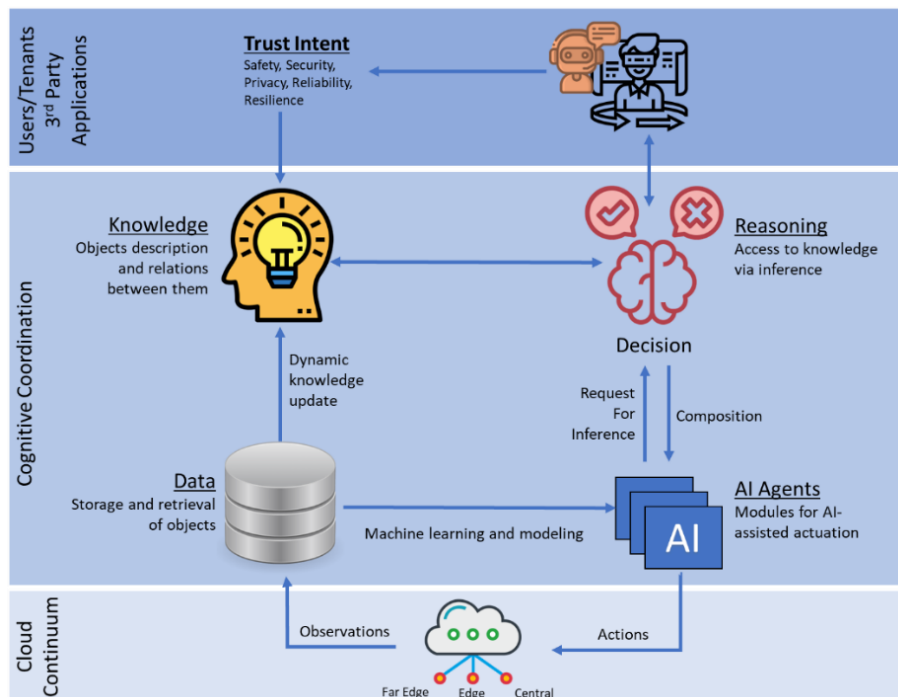 Users/Tenants
3rd Party
Applications
Trust Intent
Safety, Security,
Privacy, Reliability,
Resilience
Cognitive Coordination
Knowledge
Objects description
and relations
between them
Reasoning
Access to knowledge
via inference
Decision
Dynamic
knowledge
update
Request
For
Inference
Composition
Data
Storage and retrieval
of objects
Machine learning and modeling
AI
AI Agents
Modules for AI-
assisted actuation
Cloud
Continuum
Observations
Actions
Far Edge Edge Central